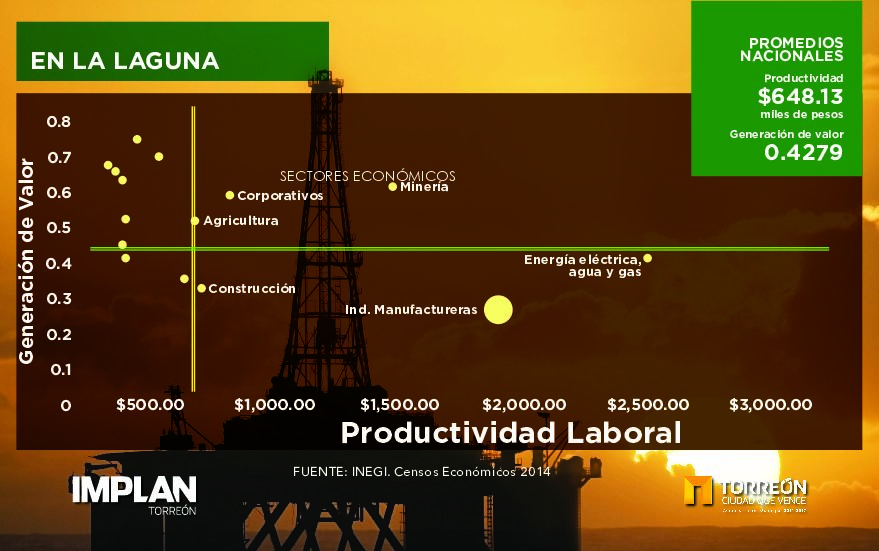 EN LA LAGUNA
PROMEDIOS
NACIONALES
Productividad
$648.13
miles de pesos
Generación de valor
0.4279
Generación de Valor
0.8
0.7
0.6
0.5
0.4
0.3
0.2
0.1
0
SECTORES ECONÓMICOS
Minería
Corporativos
Agricultura
Energía eléctrica,
agua y gas
Construcción
Ind. Manufactureras
$500.00 $1,000.00 $1,500.00 $2,000.00 $2,500.00 $3,000.00
Productividad Laboral
FUENTE: INEGI. Censos Económicos 2014
IMPLAN
TORREÓN
TORREÓN
CIUDAD QUE VENCE